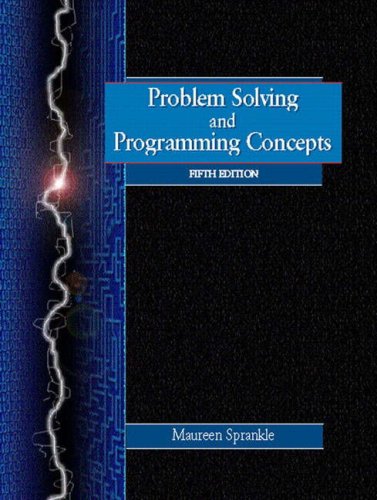 Problem Solving
and
Programming Concepts
FIFTH EDITION
Maureen Sprankle